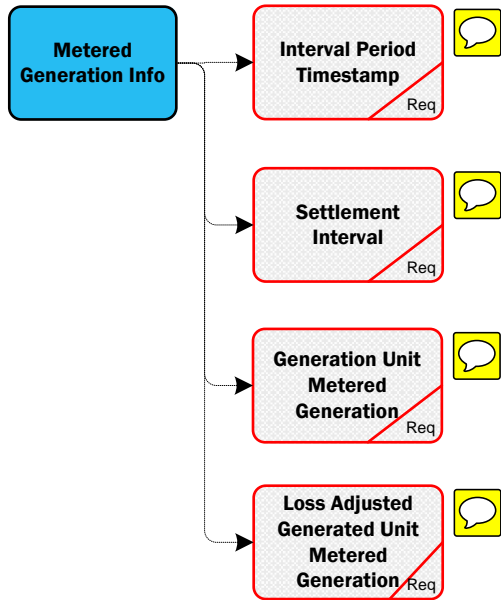 Metered
Generation Info
Interval Period
Timestamp
Req
Settlement
Interval
Req
Generation Unit
Metered
Generation
Req
Loss Adjusted
Generated Unit
Metered
Generation
Req